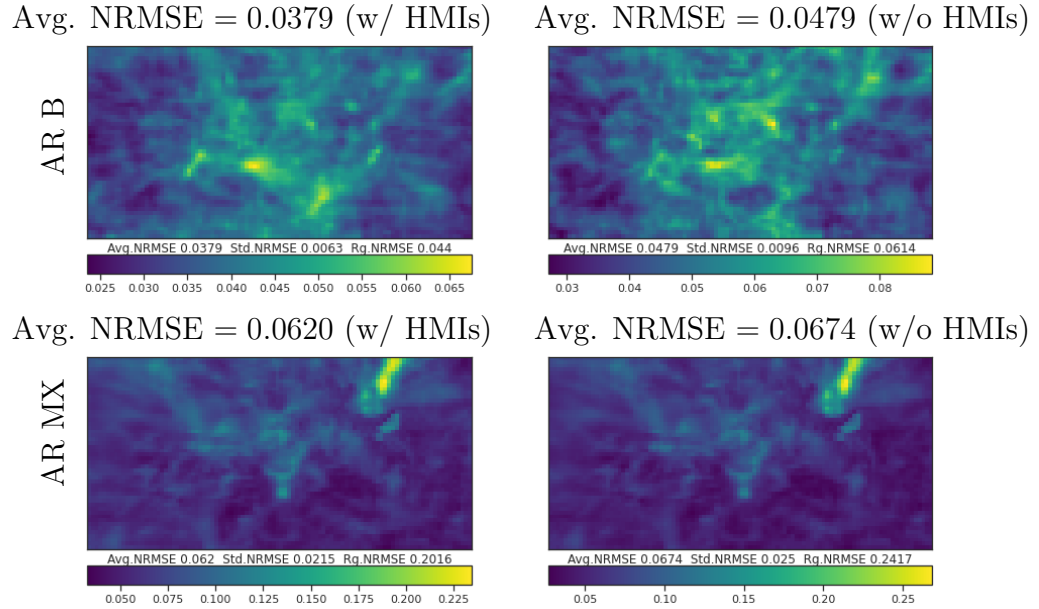 Avg. NRMSE = 0.0379 (w/ HMIs)
Avg. NRMSE = 0.0479 (w/o HMIs)
AR B
Avg.NRMSE 0.0379 Std.NRMSE 0.0063 Rg.NRMSE 0.044
0.025 0.030 0.035 0.040 0.045 0.050 0.055 0.060 0.065
Avg.NRMSE 0.0479 Std.NRMSE 0.0096 Rg.NRMSE 0.0614
0.03 0.04 0.05 0.06 0.07 0.08
Avg. NRMSE = 0.0620 (w/ HMIs)
Avg. NRMSE = 0.0674 (w/o HMIs)
AR MX
Avg.NRMSE 0.062 Std.NRMSE 0.0215 Rg.NRMSE 0.2016
0.050 0.075 0.100 0.125 0.150 0.175 0.200 0.225
Avg.NRMSE 0.0674 Std.NRMSE 0.025 Rg.NRMSE 0.2417
0.05 0.10 0.15 0.20 0.25